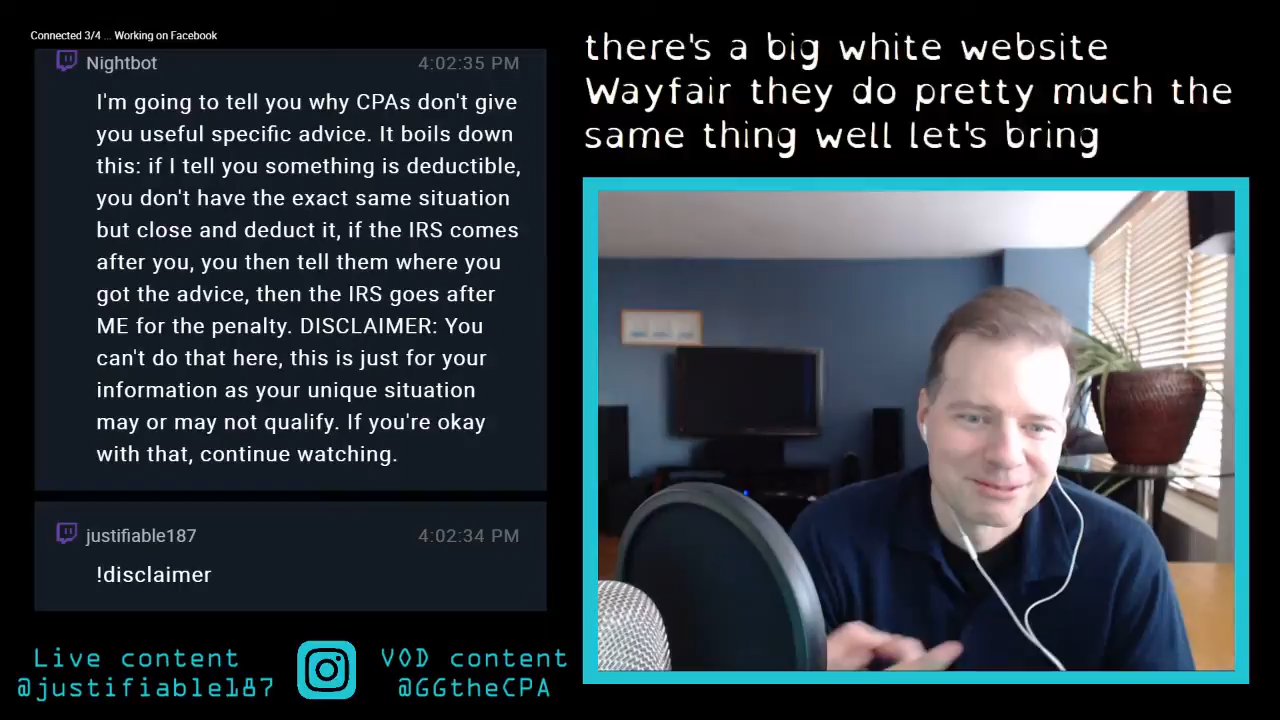 Connected 3/4 ... Working on Facebook
Nightbot 4:02:35 PM
I'm going to tell you why CPAs don't give
you useful specific advice. It boils down
this: if I tell you something is deductible,
you don't have the exact same situation
but close and deduct it, if the IRS comes
after you, you then tell them where you
got the advice, then the IRS goes after
ME for the penalty. DISCLAIMER: You
can't do that here, this is just for your
information as your unique situation
may or may not qualify. If you're okay
with that, continue watching.
justifiable187 4:02:34 PM
!disclaimer
Live content
@justifiable187
VOD content
@GGtheCPA
there's a big white website
Wayfair they do pretty much the
same thing well let's bring